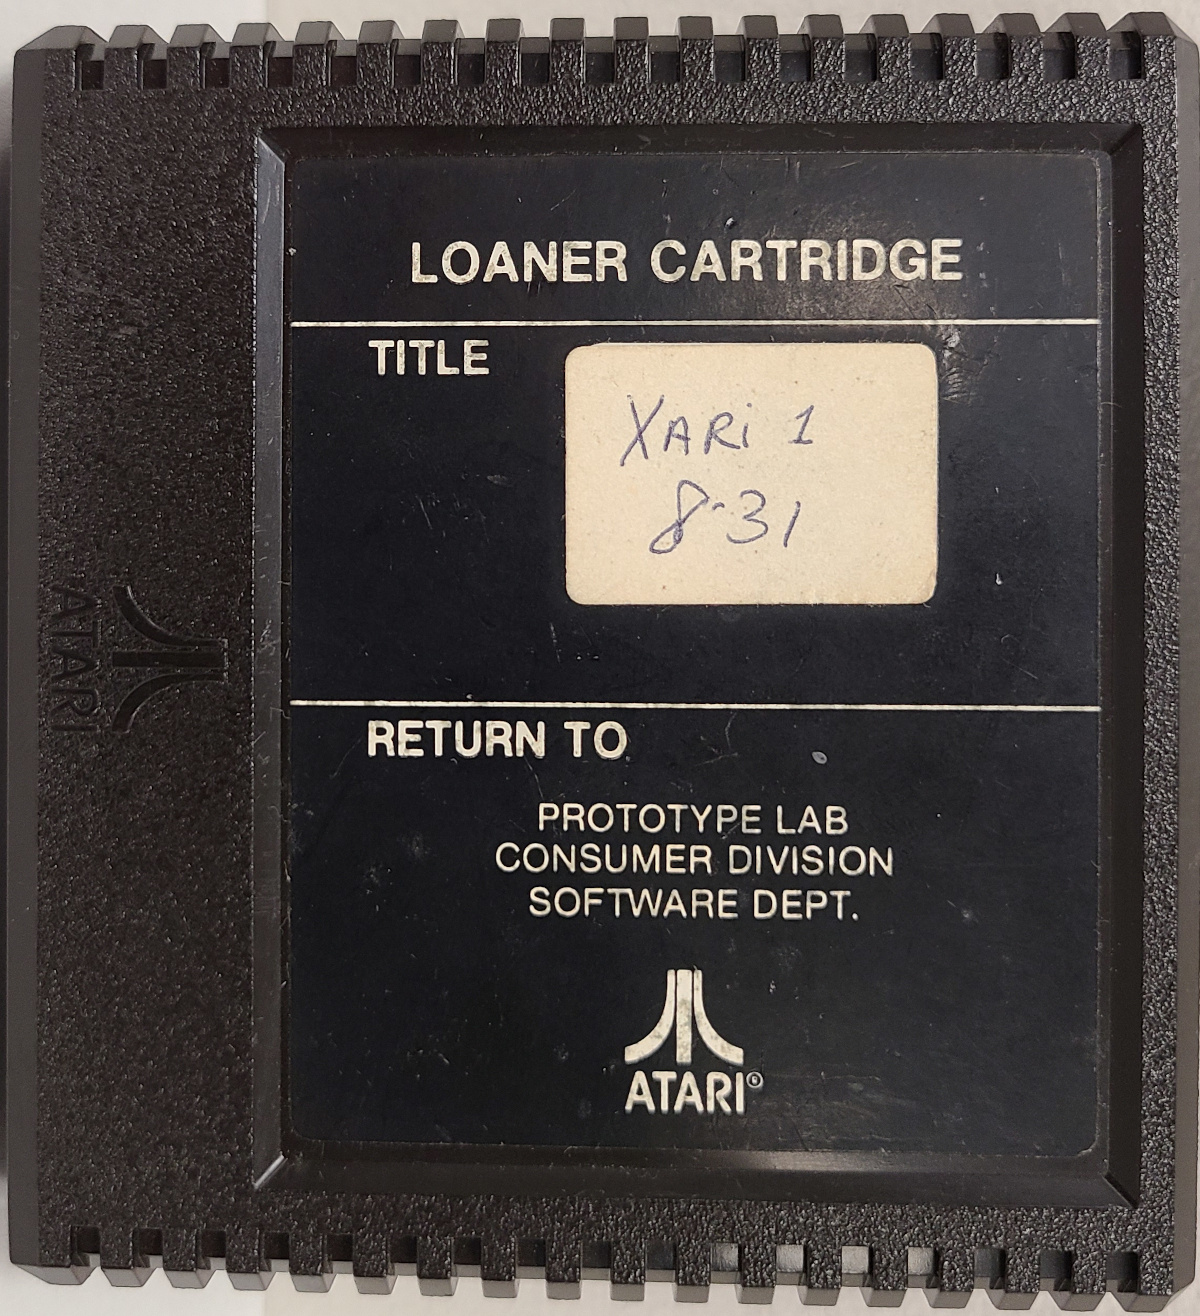 LOANER CARTRIDGE
TITLE
XARi 1
8-31
RETURN TO
PROTOTYPE LAB
CONSUMER DIVISION
SOFTWARE DEPT.
ATARI©
ATARI